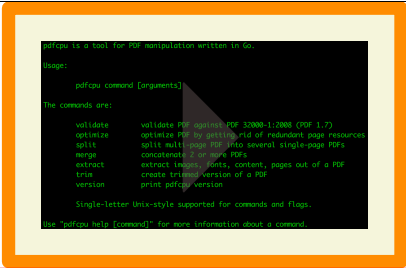 pdfcpu is a tool for PDF manipulation written in Go.
Usage:
pdfcpu command [arguments]
The commands are:
validate validate PDF against PDF 32000-1:2008 (PDF 1.7)
optimize optimize PDF by getting rid of redundant page resources
split split multi-page PDF into several single-page PDFs
merge concatenate 2 or more PDFs
extract extract images, fonts, content, pages out of a PDF
trim create trimmed version of a PDF
version print pdfcpu version
Single-letter Unix-style supported for commands and flags.
Use "pdfcpu help [command]" for more information about a command.